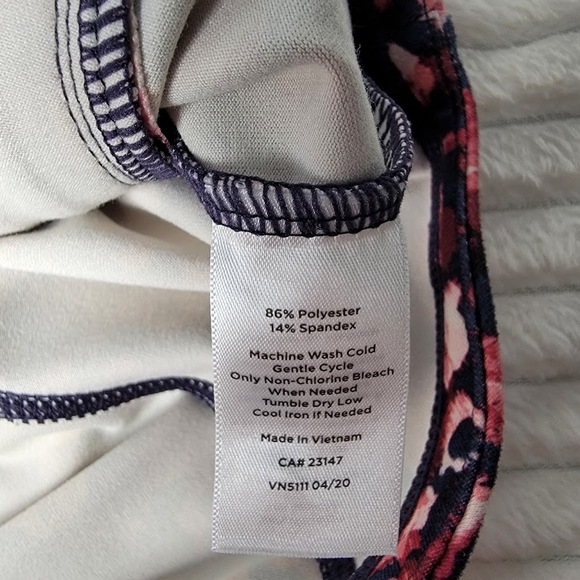 86% Polyester
14% Spandex
Machine Wash Cold
Gentle Cycle
Only Non-Chlorine Bleach
When Needed
Tumble Dry Low
Cool Iron If Needed
Made In Vietnam
CA# 23147
VN5111 04/20